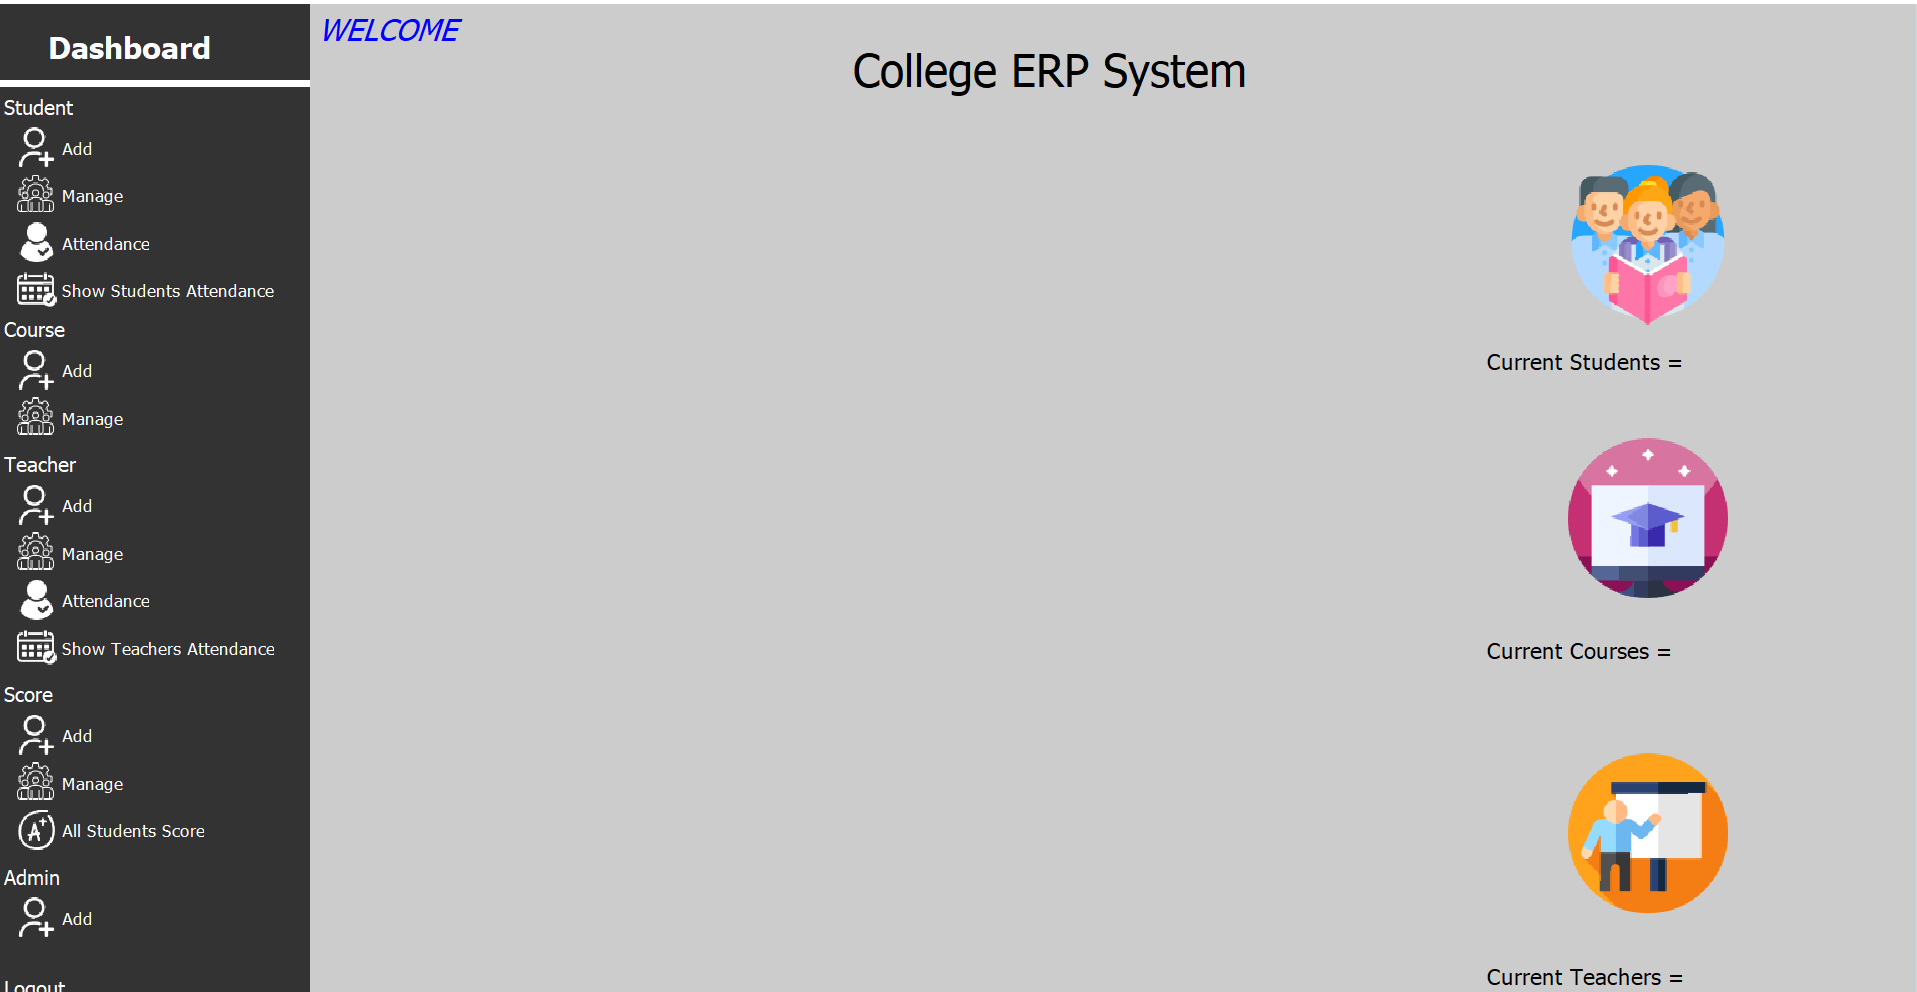 Dashboard
Student
Add
Manage
Attendance
Show Students Attendance
Course
Add
Manage
Teacher
Add
Manage
Attendance
Show Teachers Attendance
Score
Add
Manage
A+
All Students Score
Admin
Add
Logout
WELCOME
College ERP System
Current Students =
Current Courses =
Current Teachers =